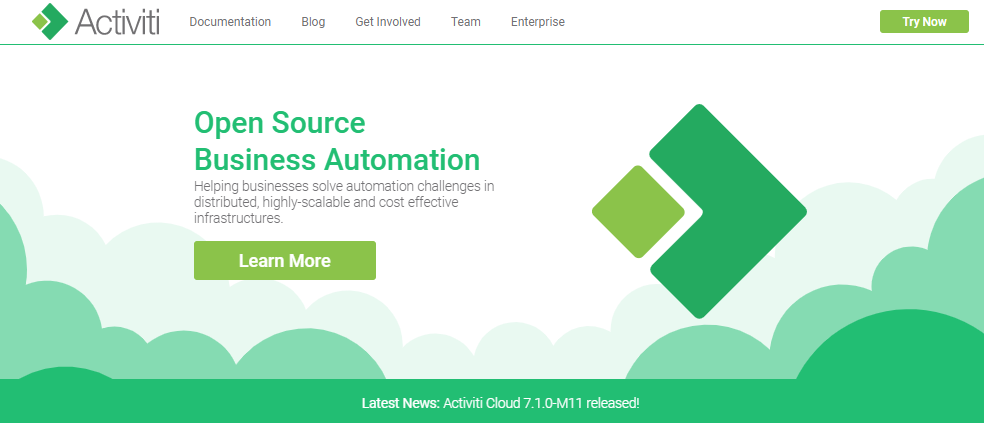 Activiti
Documentation
Blog
Get Involved
Team
Enterprise
Try Now
Open Source
Business Automation
Helping businesses solve automation challenges in
distributed, highly-scalable and cost effective
infrastructures.
Learn More
Latest News: Activiti Cloud 7.1.0-M11 released!